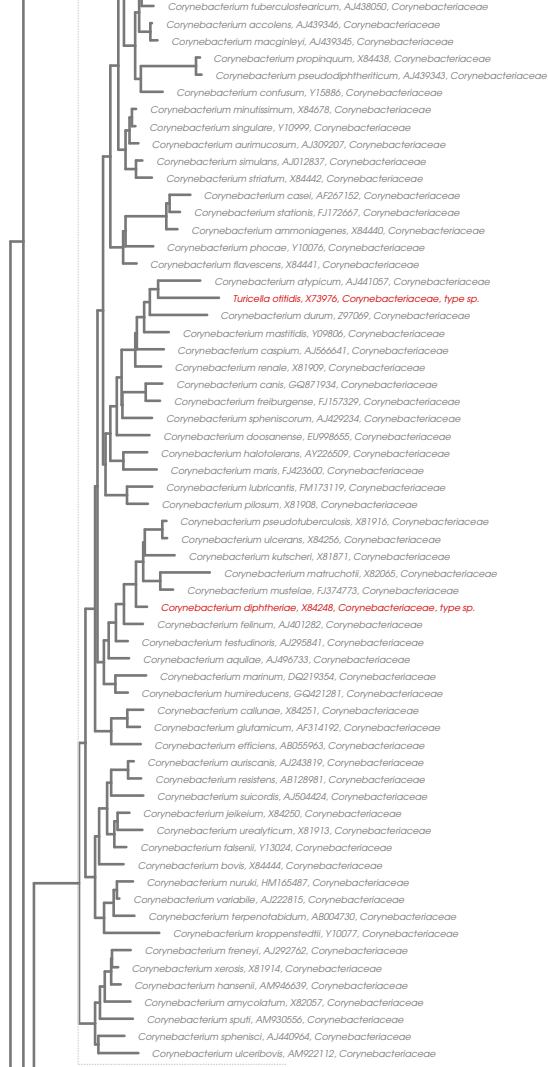 Corynebacterium tuberculostearicum, AJ438050, Corynebacteriaceae
Corynebacterium accolens, AJ439346, Corynebacteriaceae
Corynebacterium macginleyi, AJ439345, Corynebacteriaceae
Corynebacterium propinquum, X84438, Corynebacteriaceae
Corynebacterium pseudodiphtheriticum, AJ439343, Corynebacteriaceae
Corynebacterium confusum, Y15886, Corynebacteriaceae
Corynebacterium minutissimum, X84678, Corynebacteriaceae
Corynebacterium singulare, Y10999, Corynebacteriaceae
Corynebacterium aurimucosum, AJ309207, Corynebacteriaceae
Corynebacterium simulans, AJ012837, Corynebacteriaceae
Corynebacterium striatum, X84442, Corynebacteriaceae
Corynebacterium casei, AF267152, Corynebacteriaceae
Corynebacterium stationis, FJ172667, Corynebacteriaceae
Corynebacterium ammoniagenes, X84440, Corynebacteriaceae
Corynebacterium phocae, Y10076, Corynebacteriaceae
Corynebacterium flavescens, X84441, Corynebacteriaceae
Corynebacterium atypicum, AJ441057, Corynebacteriaceae
Turicella otitidis, X73976, Corynebacteriaceae, type sp.
Corynebacterium durum, Z97069, Corynebacteriaceae
Corynebacterium mastitidis, Y09806, Corynebacteriaceae
Corynebacterium caspium, AJ566641, Corynebacteriaceae
Corynebacterium renale, X81909, Corynebacteriaceae
Corynebacterium canis, GQ871934, Corynebacteriaceae
Corynebacterium freiburgense, FJ157329, Corynebacteriaceae
Corynebacterium spheniscorum, AJ429234, Corynebacteriaceae
Corynebacterium doosanense, EU998655, Corynebacteriaceae
Corynebacterium halotolerans, AY226509, Corynebacteriaceae
Corynebacterium maris, FJ423600, Corynebacteriaceae
Corynebacterium lubricantis, FM173119, Corynebacteriaceae
Corynebacterium pilosum, X81908, Corynebacteriaceae
Corynebacterium pseudotuberculosis, X81916, Corynebacteriaceae
Corynebacterium ulcerans, X84256, Corynebacteriaceae
Corynebacterium kutscheri, X81871, Corynebacteriaceae
Corynebacterium matruchotii, X82065, Corynebacteriaceae
Corynebacterium mustelae, FJ374773, Corynebacteriaceae
Corynebacterium diphtheriae, X84248, Corynebacteriaceae, type sp.
Corynebacterium felinum, AJ401282, Corynebacteriaceae
Corynebacterium testudinoris, AJ295841, Corynebacteriaceae
Corynebacterium aquilae, AJ496733, Corynebacteriaceae
Corynebacterium marinum, DQ219354, Corynebacteriaceae
Corynebacterium humireducens, GQ421281, Corynebacteriaceae
Corynebacterium callunae, X84251, Corynebacteriaceae
Corynebacterium glutamicum, AF314192, Corynebacteriaceae
Corynebacterium efficiens, AB055963, Corynebacteriaceae
Corynebacterium auriscanis, AJ243819, Corynebacteriaceae
Corynebacterium resistens, AB128981, Corynebacteriaceae
Corynebacterium suicordis, AJ504424, Corynebacteriaceae
Corynebacterium jeikeium, X84250, Corynebacteriaceae
Corynebacterium urealyticum, X81913, Corynebacteriaceae
Corynebacterium falsenii, Y13024, Corynebacteriaceae
Corynebacterium bovis, X84444, Corynebacteriaceae
Corynebacterium nuruki, HM165487, Corynebacteriaceae
Corynebacterium variabile, AJ222815, Corynebacteriaceae
Corynebacterium terpenotabidum, AB004730, Corynebacteriaceae
Corynebacterium kroppenstedtii, Y10077, Corynebacteriaceae
Corynebacterium freneyi, AJ292762, Corynebacteriaceae
Corynebacterium xerosis, X81914, Corynebacteriaceae
Corynebacterium hansenii, AM946639, Corynebacteriaceae
Corynebacterium amycolatum, X82057, Corynebacteriaceae
Corynebacterium sputi, AM930556, Corynebacteriaceae
Corynebacterium sphenisci, AJ440964, Corynebacteriaceae
Corynebacterium ulceribovis, AM922112, Corynebacteriaceae